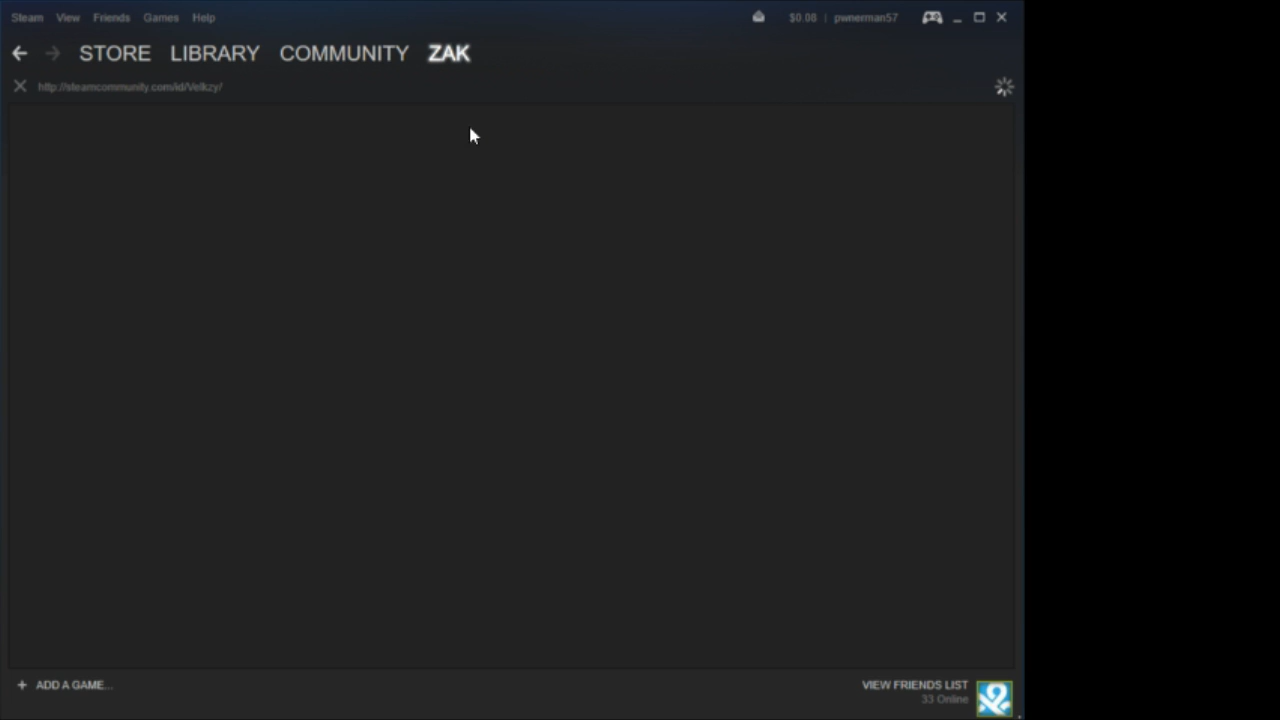 Steam View Friends Games Help
$0.08 | pwnerman57
STORE LIBRARY COMMUNITY ZAK
http://steamcommunity.com/id/Velkzy/
+ ADD A GAME...
VIEW FRIENDS LIST
33 Online